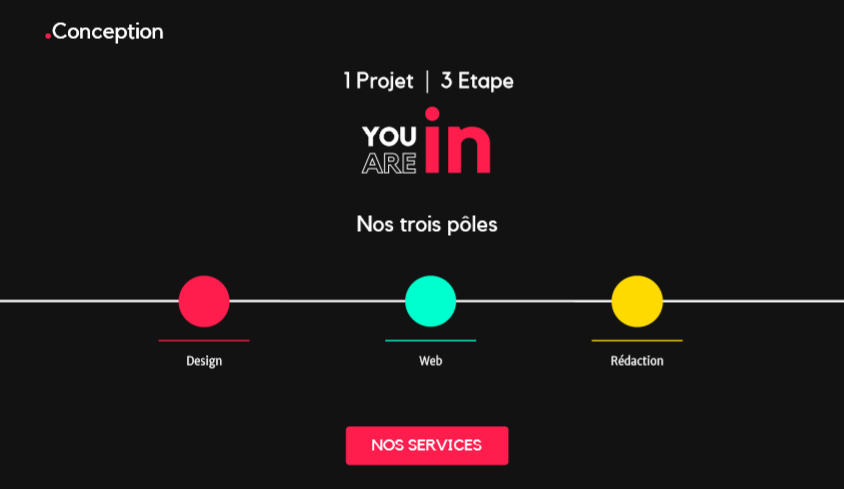 .Conception
1 Projet | 3 Etape
YOU in
ARE
Nos trois pôles
Design
Web
Rédaction
NOS SERVICES